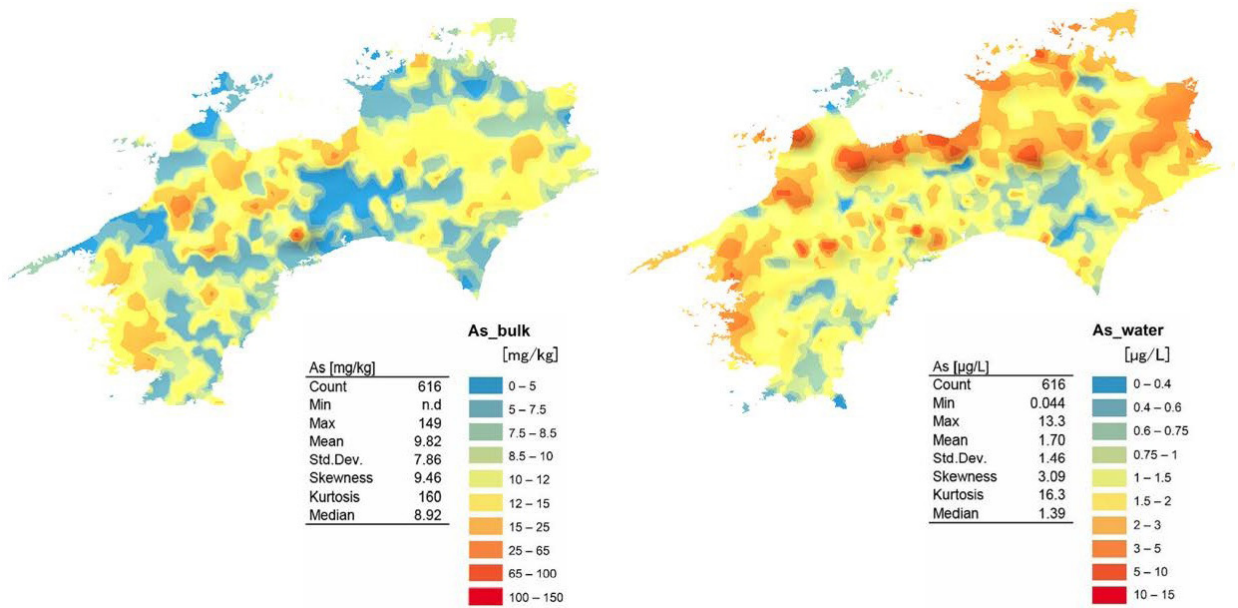 As_bulk
[mg/kg]
As [mg/kg]
Count 616
Min n.d
Max 149
Mean 9.82
Std.Dev. 7.86
Skewness 9.46
Kurtosis 160
Median 8.92
0 – 5
5 – 7.5
7.5 – 8.5
8.5 – 10
10 – 12
12 – 15
15 – 25
25 – 65
65 – 100
100 – 150
As_water
[µg/L]
As [µg/L]
Count 616
Min 0.044
Max 13.3
Mean 1.70
Std.Dev. 1.46
Skewness 3.09
Kurtosis 16.3
Median 1.39
0 – 0.4
0.4 – 0.6
0.6 – 0.75
0.75 – 1
1 – 1.5
1.5 – 2
2 – 3
3 – 5
5 – 10
10 – 15